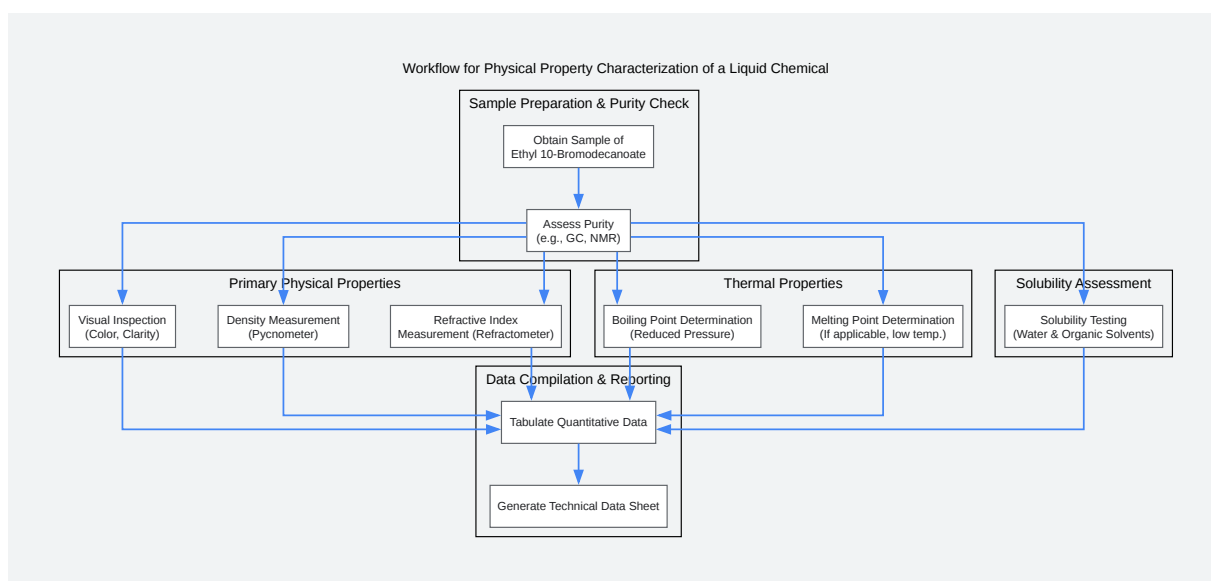 Workflow for Physical Property Characterization of a Liquid Chemical
Sample Preparation & Purity Check
Obtain Sample of
Ethyl 10-Bromodecanoate
Assess Purity
(e.g., GC, NMR)
Primary Physical Properties
Visual Inspection
(Color, Clarity)
Density Measurement
(Pycnometer)
Refractive Index
Measurement (Refractometer)
Thermal Properties
Boiling Point Determination
(Reduced Pressure)
Melting Point Determination
(If applicable, low temp.)
Solubility Assessment
Solubility Testing
(Water & Organic Solvents)
Data Compilation & Reporting
Tabulate Quantitative Data
Generate Technical Data Sheet